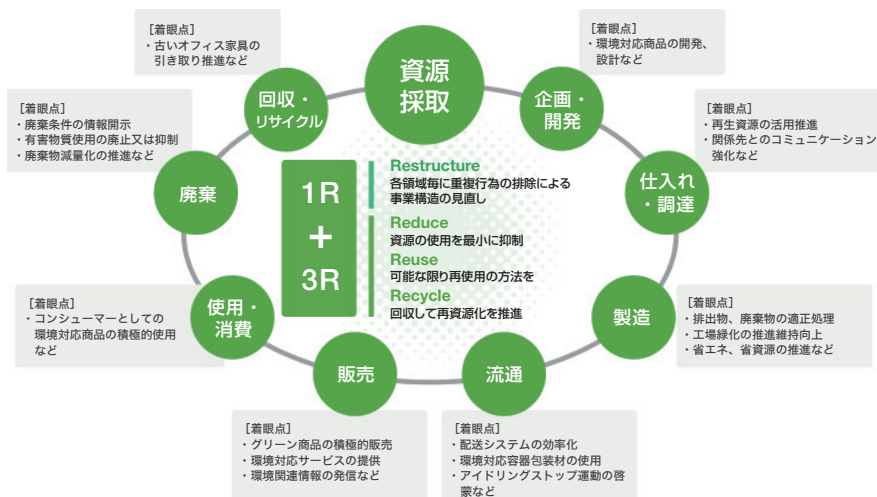 資源
採取
[着眼点]
・環境対応商品の開発、
設計など
企画・
開発
[着眼点]
・再生資源の活用推進
・関係先とのコミュニケーション
強化など
仕入れ
・調達
[着眼点]
・排出物、廃棄物の適正処理
・工場緑化の推進維持向上
・省エネ、省資源の推進など
製造
流通
[着眼点]
・配送システムの効率化
・環境対応容器包装材の使用
・アイドリングストップ運動の啓
蒙など
販売
[着眼点]
・グリーン商品の積極的販売
・環境対応サービスの提供
・環境関連情報の発信など
使用・
消費
[着眼点]
・コンシューマーとしての
環境対応商品の積極的使用
など
廃棄
[着眼点]
・廃棄条件の情報開示
・有害物質使用の廃止又は抑制
・廃棄物減量化の推進など
回収・
リサイクル
[着眼点]
・古いオフィス家具の
引き取り推進など
1R
+
3R
Restructure
各領域毎に重複行為の排除による
事業構造の見直し
Reduce
資源の使用を最小に抑制
Reuse
可能な限り再使用の方法を
Recycle
回収して再資源化を推進